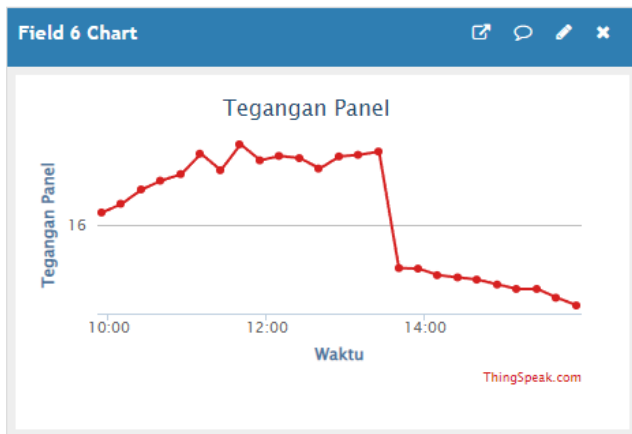 Field 6 Chart
Tegangan Panel
Tegangan Panel
16
10:00 12:00 14:00
Waktu
ThingSpeak.com